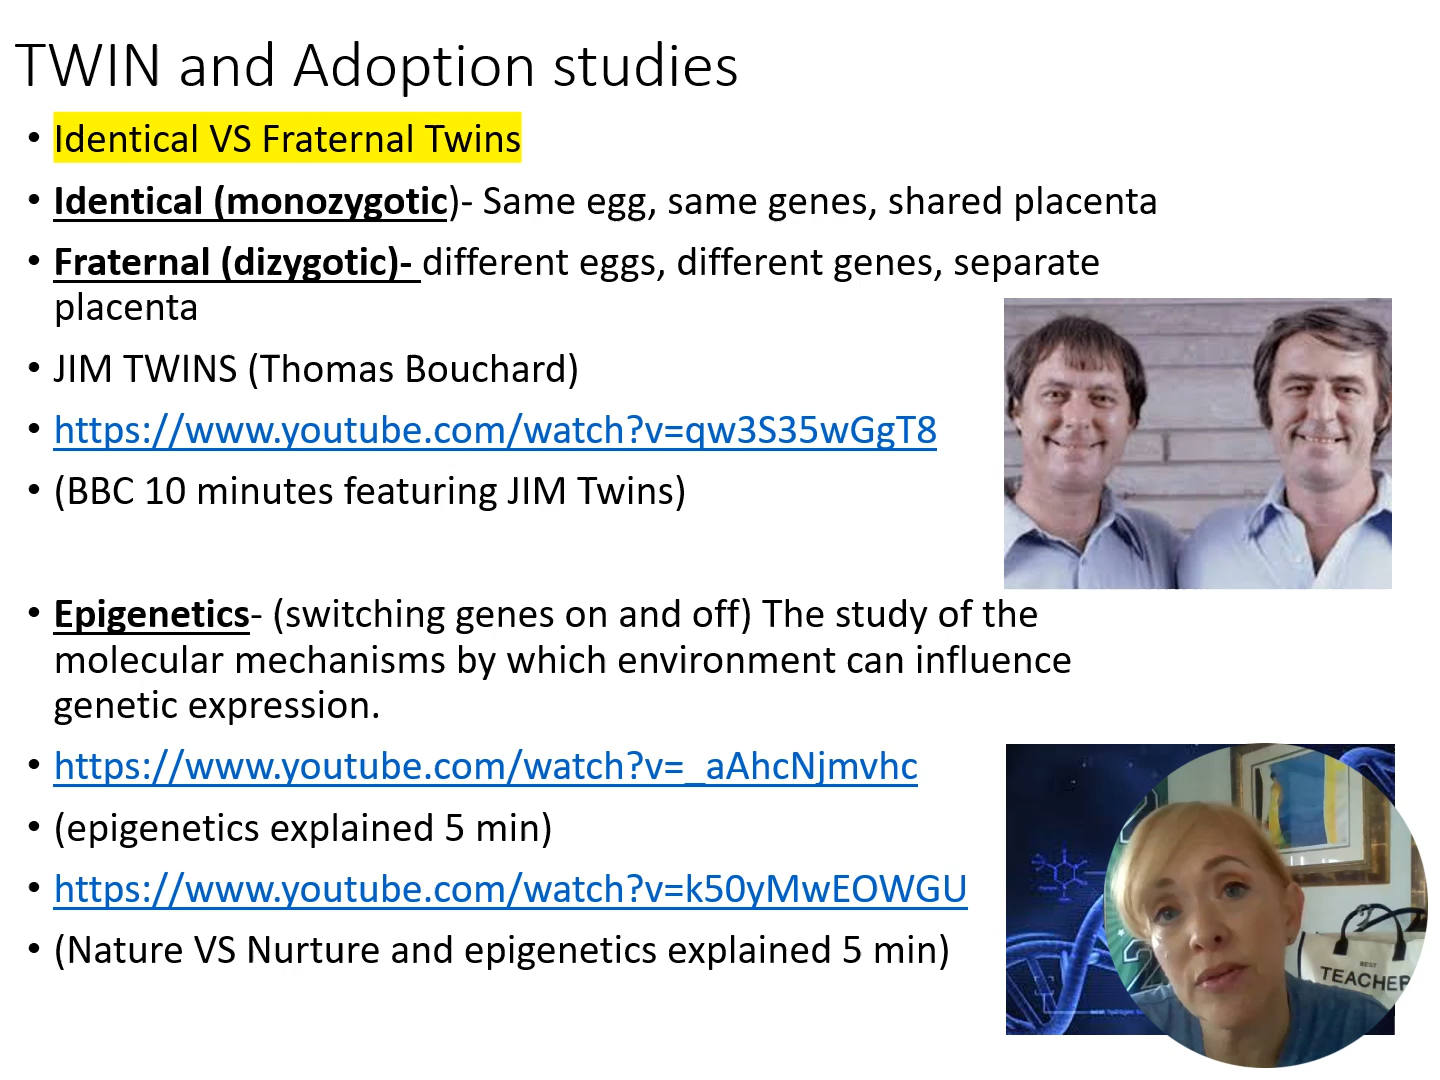 TWIN and Adoption studies
• Identical VS Fraternal Twins
• Identical (monozygotic)- Same egg, same genes, shared placenta
• Fraternal (dizygotic)- different eggs, different genes, separate
placenta
• JIM TWINS (Thomas Bouchard)
• https://www.youtube.com/watch?v=qw3S35wGgT8
• (BBC 10 minutes featuring JIM Twins)
• Epigenetics- (switching genes on and off) The study of the
molecular mechanisms by which environment can influence
genetic expression.
• https://www.youtube.com/watch?v=_aAhcNjmvhc
• (epigenetics explained 5 min)
• https://www.youtube.com/watch?v=k50yMwEOWGU
• (Nature VS Nurture and epigenetics explained 5 min)
BEST
TEACHER